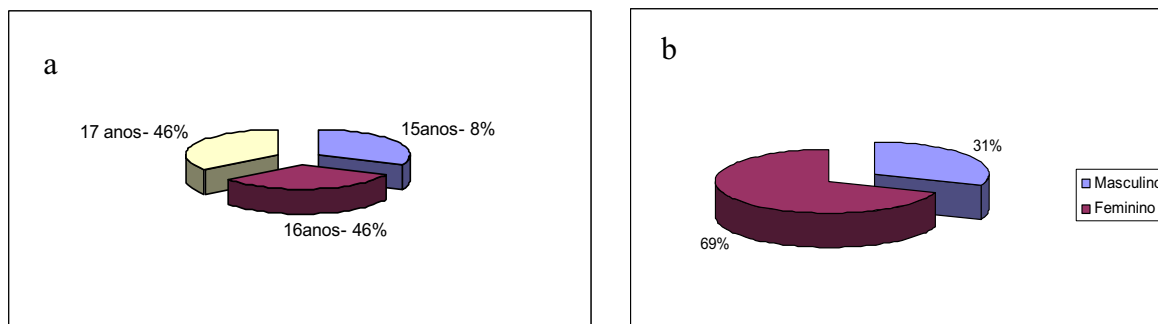 a
17 anos- 46%
15anos- 8%
16anos- 46%
b
31%
69%
Masculino
Feminino